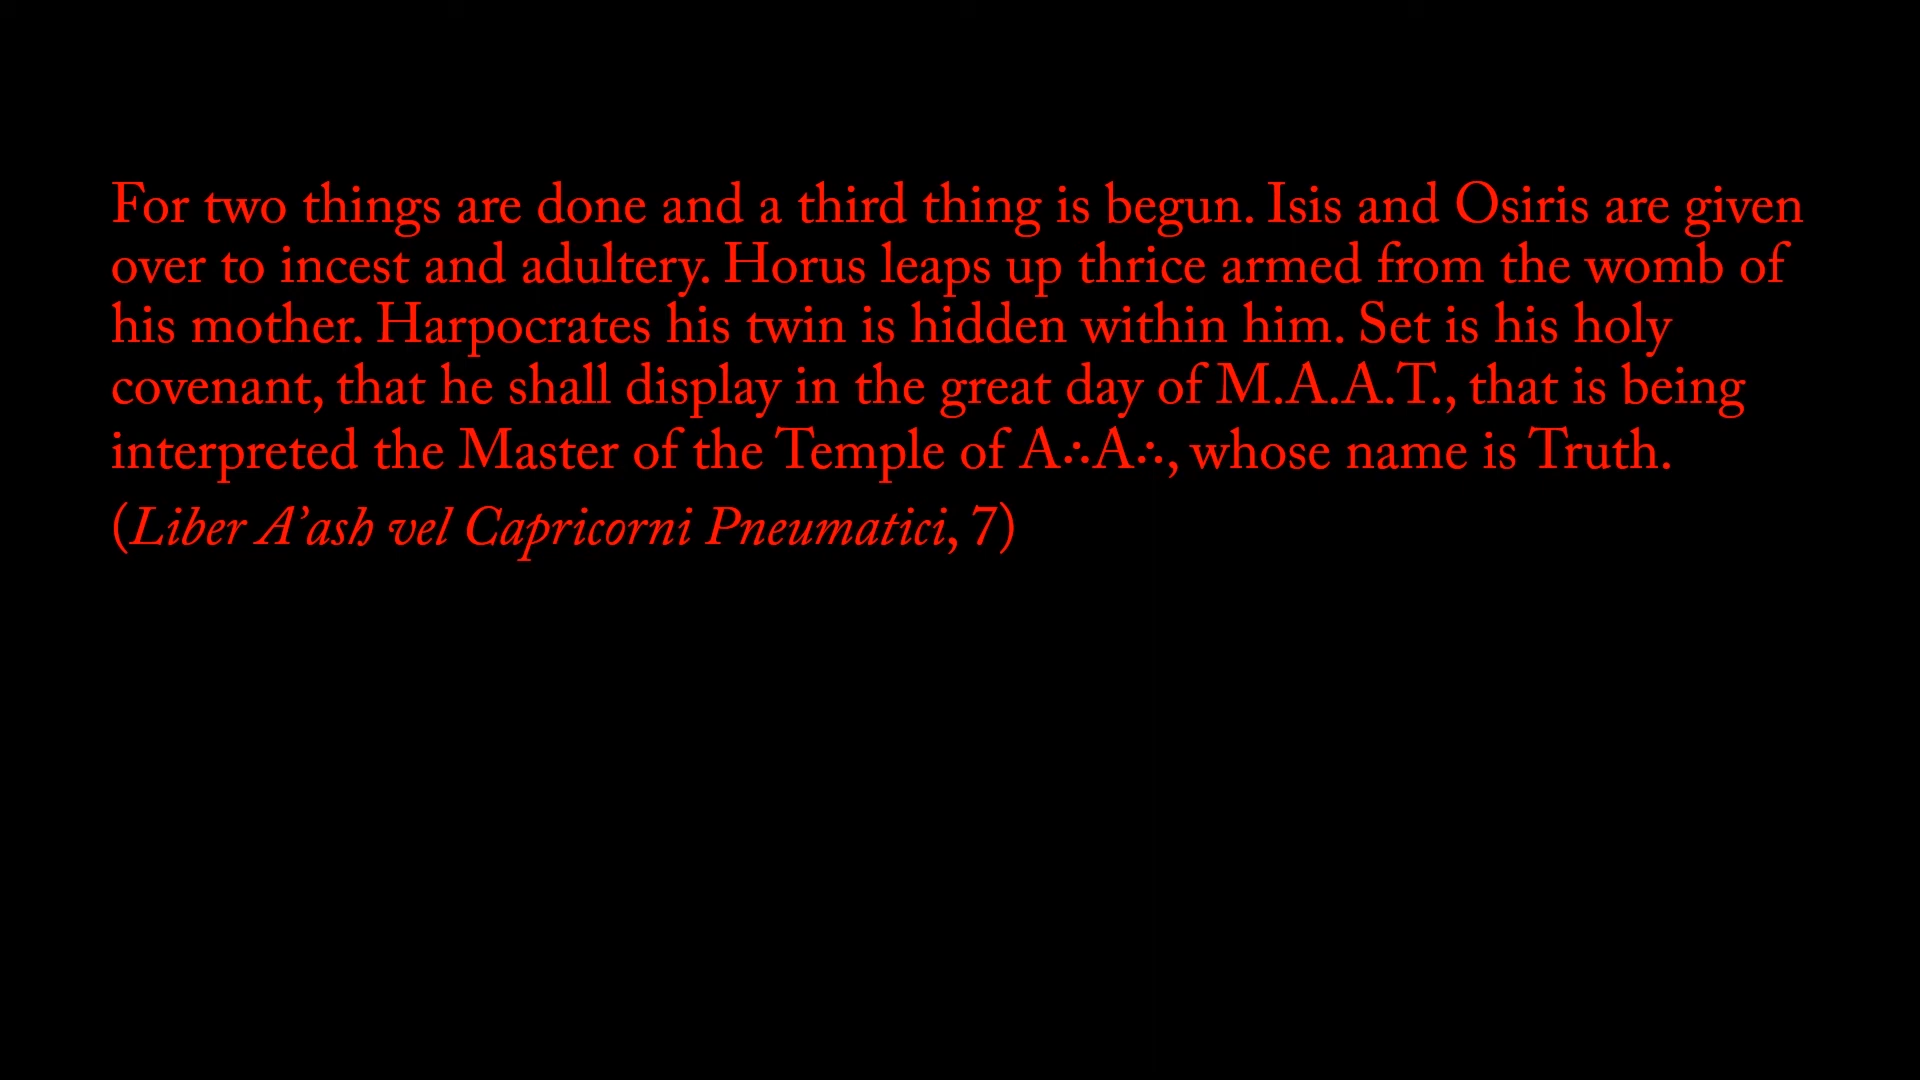 For two things are done and a third thing is begun. Isis and Osiris are given
over to incest and adultery. Horus leaps up thrice armed from the womb of
his mother. Harpocrates his twin is hidden within him. Set is his holy
covenant, that he shall display in the great day of M.A.A.T., that is being
interpreted the Master of the Temple of A∴A∴, whose name is Truth.
(Liber A’ash vel Capricorni Pneumatici, 7)